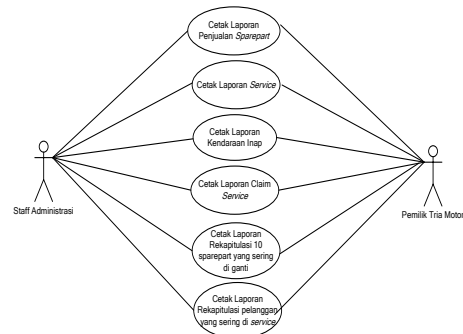 Cetak Laporan
Penjualan Sparepart
Cetak Laporan Service
Cetak Laporan
Kendaraan Inap
Cetak Laporan Claim
Service
Staff Administrasi
Pemilik Tria Motor
Cetak Laporan
Rekapitulasi 10
sparepart yang sering
di ganti
Cetak Laporan
Rekapitulasi pelanggan
yang sering di service